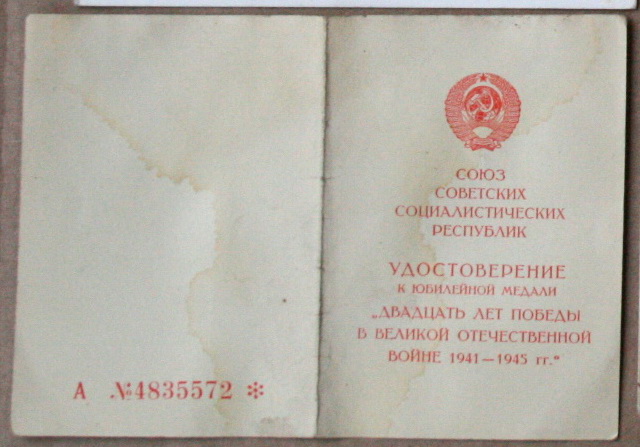 А №4835572 *
СОЮЗ
СОВЕТСКИХ
СОЦИАЛИСТИЧЕСКИХ
РЕСПУБЛИК
УДОСТОВЕРЕНИЕ
К ЮБИЛЕЙНОЙ МЕДАЛИ
„ДВАДЦАТЬ ЛЕТ ПОБЕДЫ
В ВЕЛИКОЙ ОТЕЧЕСТВЕННОЙ
ВОЙНЕ 1941—1945 гг."